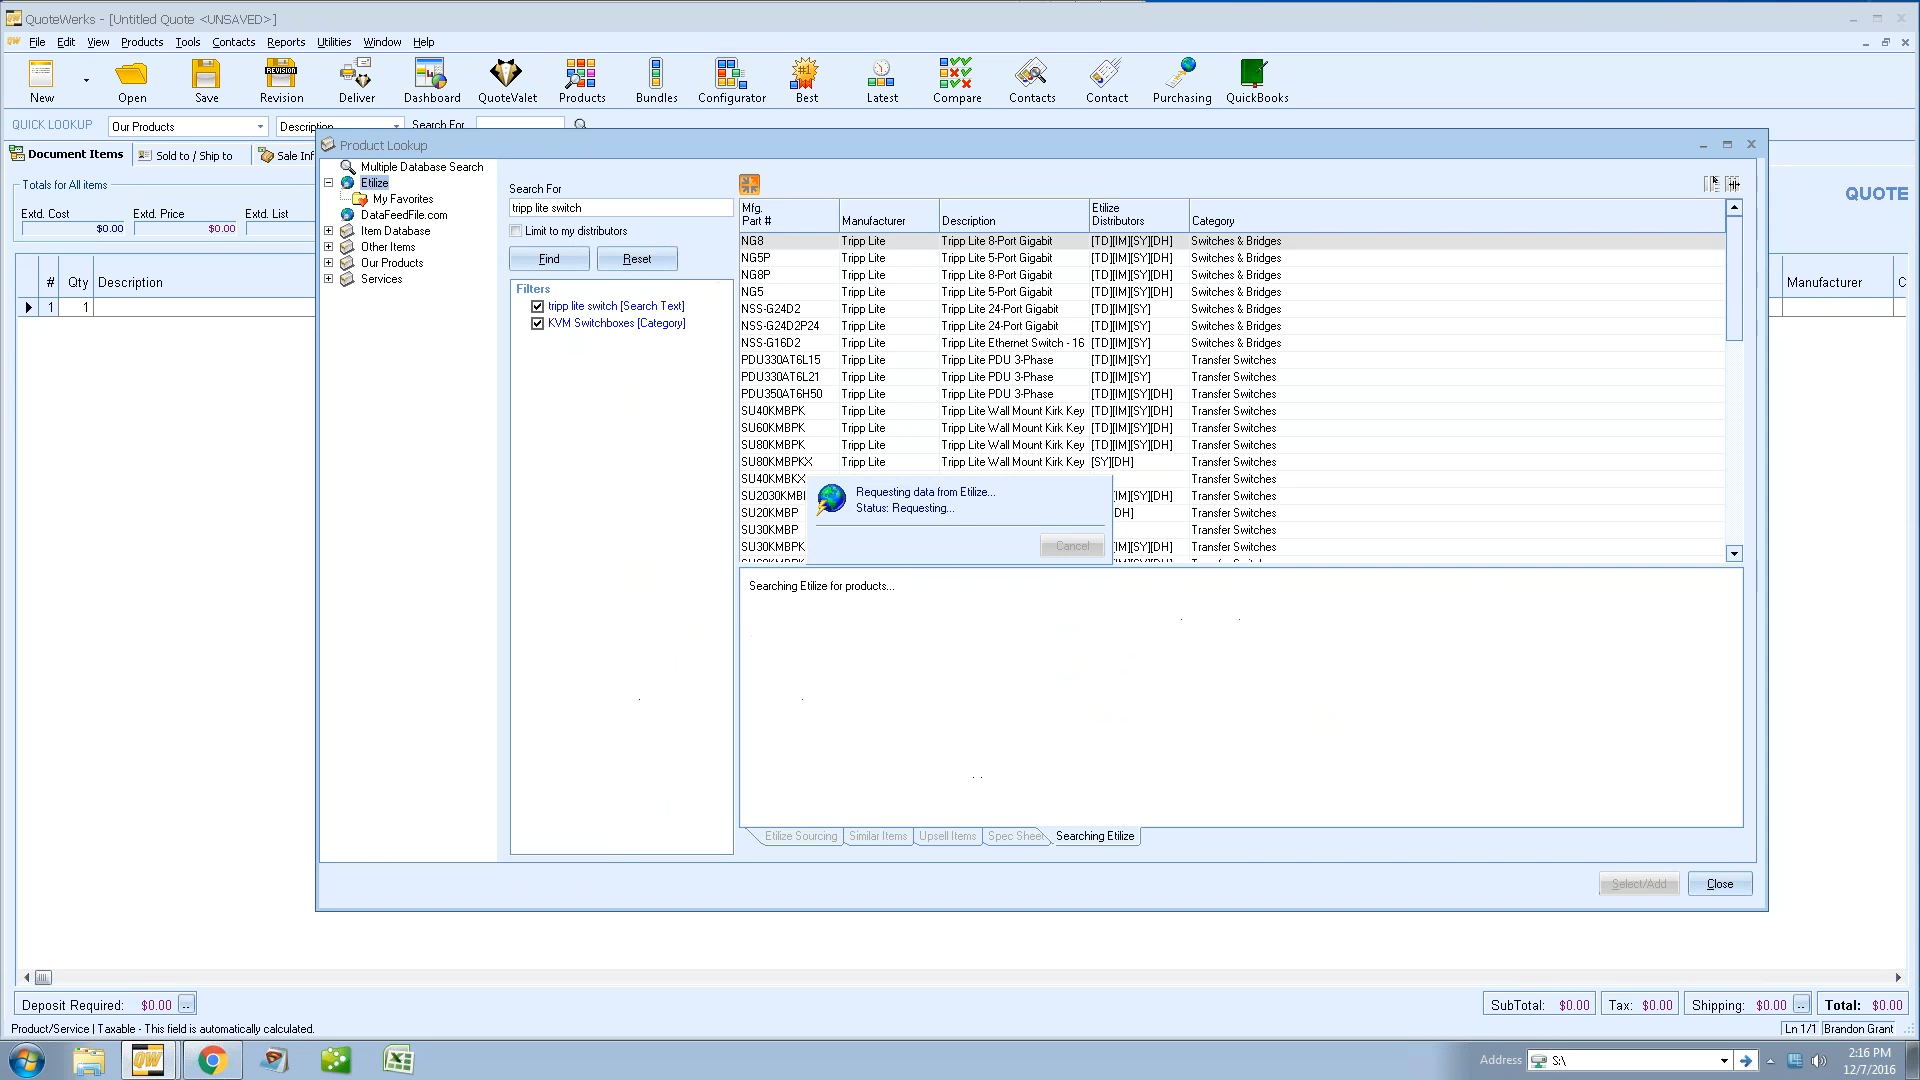 QuoteWerks - [Untitled Quote <UNSAVED>]
File Edit View Products Tools Contacts Reports Utilities Window Help
New Open Save Revision Deliver Dashboard QuoteValet Products Bundles Configurator Best Latest Compare Contacts Contact Purchasing QuickBooks
QUICK LOOKUP Our Products Description Search For
Document Items Sold to / Ship to Sale Inf
Totals for All items
Extd. Cost Extd. Price Extd. List
$0.00 $0.00
QUOTE
# Qty Description Manufacturer C
1 1
Product Lookup
Multiple Database Search
Etilize
My Favorites
DataFeedFile.com
Item Database
Other Items
Our Products
Services
Search For
tripp lite switch
Limit to my distributors
Find Reset
Filters
tripp lite switch [Search Text]
KVM Switchboxes [Category]
Mfg. Part # Manufacturer Description Etilize Distributors Category
NG8 Tripp Lite Tripp Lite 8-Port Gigabit [TD][IM][SY][DH] Switches & Bridges
NG5P Tripp Lite Tripp Lite 5-Port Gigabit [TD][IM][SY][DH] Switches & Bridges
NG8P Tripp Lite Tripp Lite 8-Port Gigabit [TD][IM][SY][DH] Switches & Bridges
NG5 Tripp Lite Tripp Lite 5-Port Gigabit [TD][IM][SY][DH] Switches & Bridges
NSS-G24D2 Tripp Lite Tripp Lite 24-Port Gigabit [TD][IM][SY] Switches & Bridges
NSS-G24D2P24 Tripp Lite Tripp Lite 24-Port Gigabit [TD][IM][SY] Switches & Bridges
NSS-G16D2 Tripp Lite Tripp Lite Ethernet Switch - 16 [TD][IM][SY] Switches & Bridges
PDU330AT6L15 Tripp Lite Tripp Lite PDU 3-Phase [TD][IM][SY] Transfer Switches
PDU330AT6L21 Tripp Lite Tripp Lite PDU 3-Phase [TD][IM][SY] Transfer Switches
PDU350AT6H50 Tripp Lite Tripp Lite PDU 3-Phase [TD][IM][SY][DH] Transfer Switches
SU40KMBPK Tripp Lite Tripp Lite Wall Mount Kirk Key [TD][IM][SY][DH] Transfer Switches
SU60KMBPK Tripp Lite Tripp Lite Wall Mount Kirk Key [TD][IM][SY][DH] Transfer Switches
SU80KMBPK Tripp Lite Tripp Lite Wall Mount Kirk Key [TD][IM][SY][DH] Transfer Switches
SU80KMBPKX Tripp Lite Tripp Lite Wall Mount Kirk Key [SY][DH] Transfer Switches
SU40KMBKX Transfer Switches
SU2030KMB [IM][SY][DH] Transfer Switches
SU20KMBP DH] Transfer Switches
SU30KMBP Transfer Switches
SU30KMBPK [IM][SY][DH] Transfer Switches
Requesting data from Etilize...
Status: Requesting...
Cancel
Searching Etilize for products...
Etilize Sourcing Similar Items Upsell Items Spec Sheet Searching Etilize
Select/Add Close
Deposit Required: $0.00 ... SubTotal: $0.00 Tax: $0.00 Shipping: $0.00 ... Total: $0.00
Product/Service | Taxable - This field is automatically calculated. Ln 1/1 Brandon Grant
Address S:\ 2:16 PM
12/7/2016